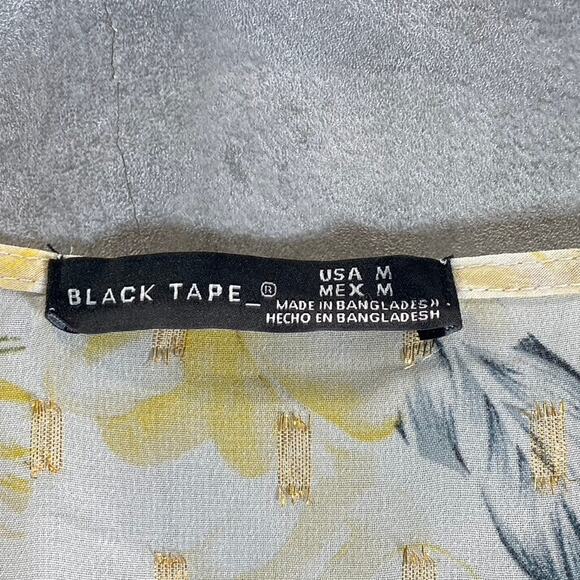 BLACK TAPE_®
USA M
MEX M
MADE IN BANGLADESH
HECHO EN BANGLADESH